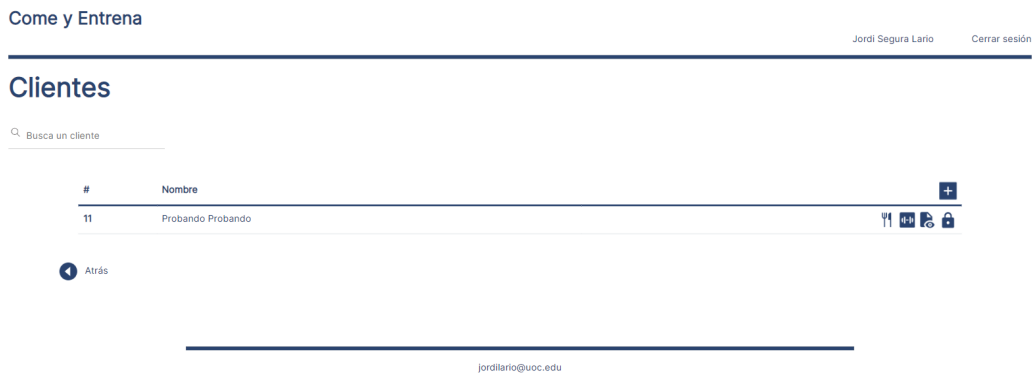 Come y Entrena
Jordi Segura Lario Cerrar sesión
Clientes
Busca un cliente
# Nombre
11 Probando Probando
Atrás
jordilario@uoc.edu